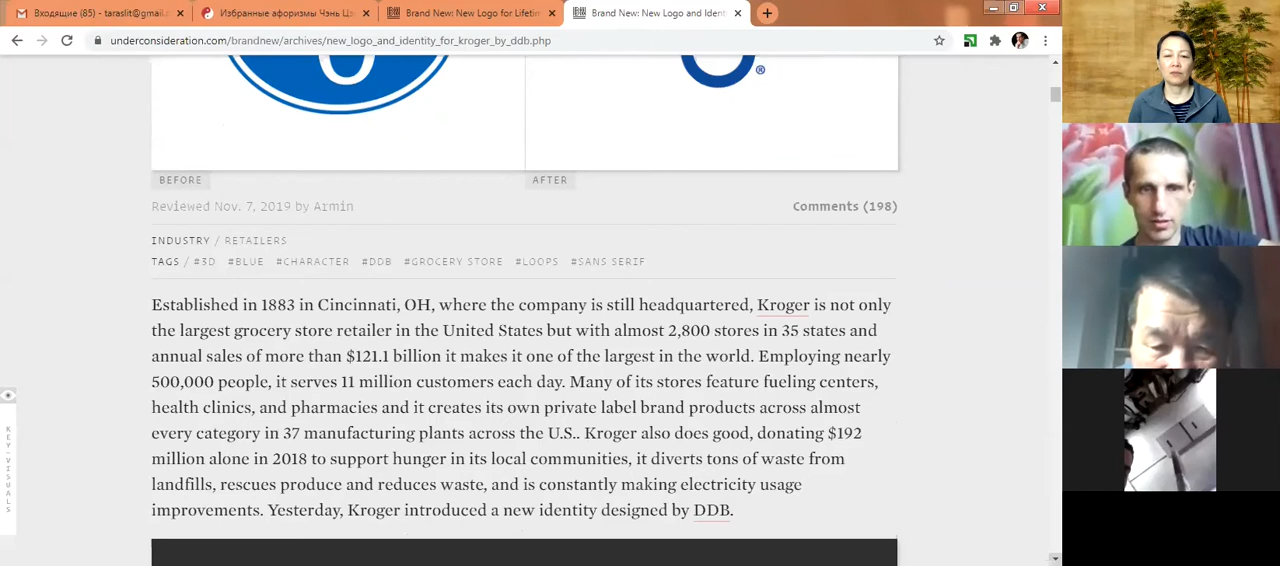 Входящие (85) - taraslit@gmail.
Избранные афоризмы Чэнь Цз
Brand New: New Logo for Lifetim
Brand New: New Logo and Identi
underconsideration.com/brandnew/archives/new_logo_and_identity_for_kroger_by_ddb.php
®
BEFORE
AFTER
Reviewed Nov. 7, 2019 by Armin
Comments (198)
INDUSTRY / RETAILERS
TAGS / #3D #BLUE #CHARACTER #DDB #GROCERY STORE #LOOPS #SANS SERIF
Established in 1883 in Cincinnati, OH, where the company is still headquartered, Kroger is not only
the largest grocery store retailer in the United States but with almost 2,800 stores in 35 states and
annual sales of more than $121.1 billion it makes it one of the largest in the world. Employing nearly
500,000 people, it serves 11 million customers each day. Many of its stores feature fueling centers,
health clinics, and pharmacies and it creates its own private label brand products across almost
every category in 37 manufacturing plants across the U.S.. Kroger also does good, donating $192
million alone in 2018 to support hunger in its local communities, it diverts tons of waste from
landfills, rescues produce and reduces waste, and is constantly making electricity usage
improvements. Yesterday, Kroger introduced a new identity designed by DDB.
KEY-VISUALS